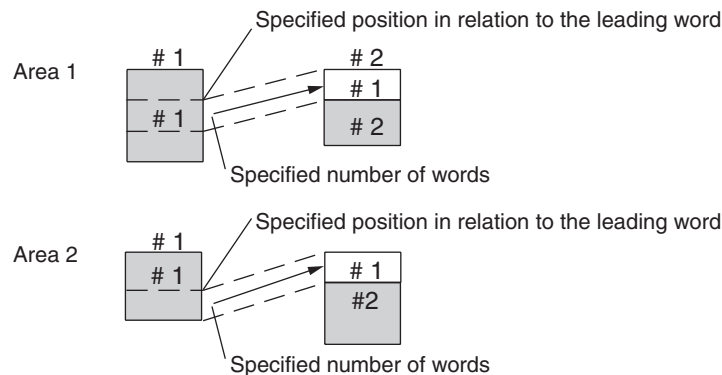 Specified position in relation to the leading word
Area 1
# 1
# 2
# 1
# 1
# 2
Specified number of words
Specified position in relation to the leading word
Area 2
# 1
# 1
# 1
#2
Specified number of words